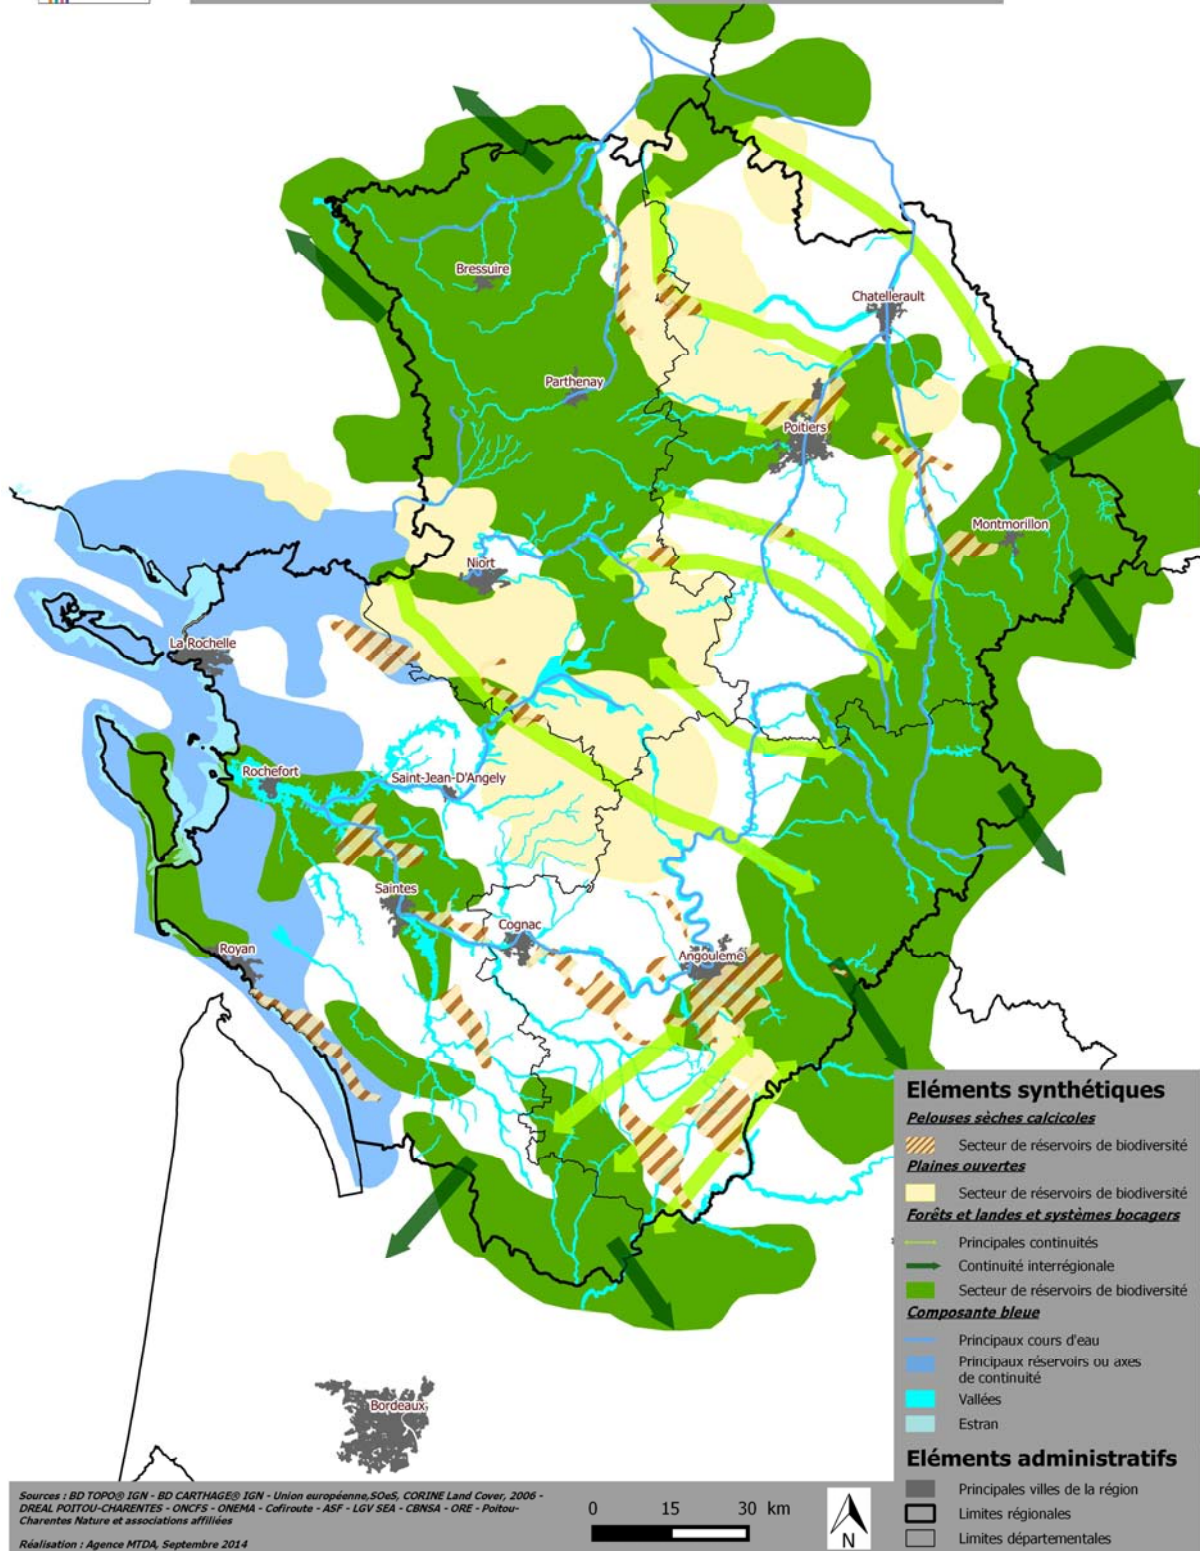 Bressuire
Chatellerault
Parthenay
Poitiers
Montmorillon
Niort
La Rochelle
Rochefort
Saint-Jean-D'Angely
Saintes
Cognac
Royan
Angoulême
Bordeaux
Eléments synthétiques
Pelouses sèches calcicoles
Secteur de réservoirs de biodiversité
Plaines ouvertes
Secteur de réservoirs de biodiversité
Forêts et landes et systèmes bocagers
Principales continuités
Continuité interrégionale
Secteur de réservoirs de biodiversité
Composante bleue
Principaux cours d'eau
Principaux réservoirs ou axes
de continuité
Vallées
Estran
Eléments administratifs
Principales villes de la région
Limites régionales
Limites départementales
Sources : BD TOPO® IGN - BD CARTHAGE® IGN - Union européenne,SOeS, CORINE Land Cover, 2006 -
DREAL POITOU-CHARENTES - ONCFS - ONEMA - Cofiroute - ASF - LGV SEA - CBNSA - ORE - Poitou-
Charentes Nature et associations affiliées
Réalisation : Agence MTDA, Septembre 2014
0 15 30 km
N